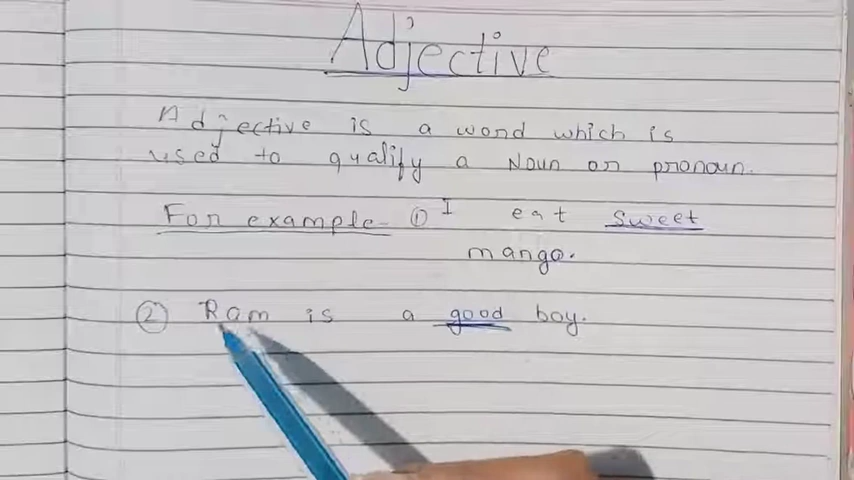 Adjective
Adjective is a word which is
used to qualify a Noun or pronoun.
For example- ① I eat sweet
mango.
② Ram is a good boy.